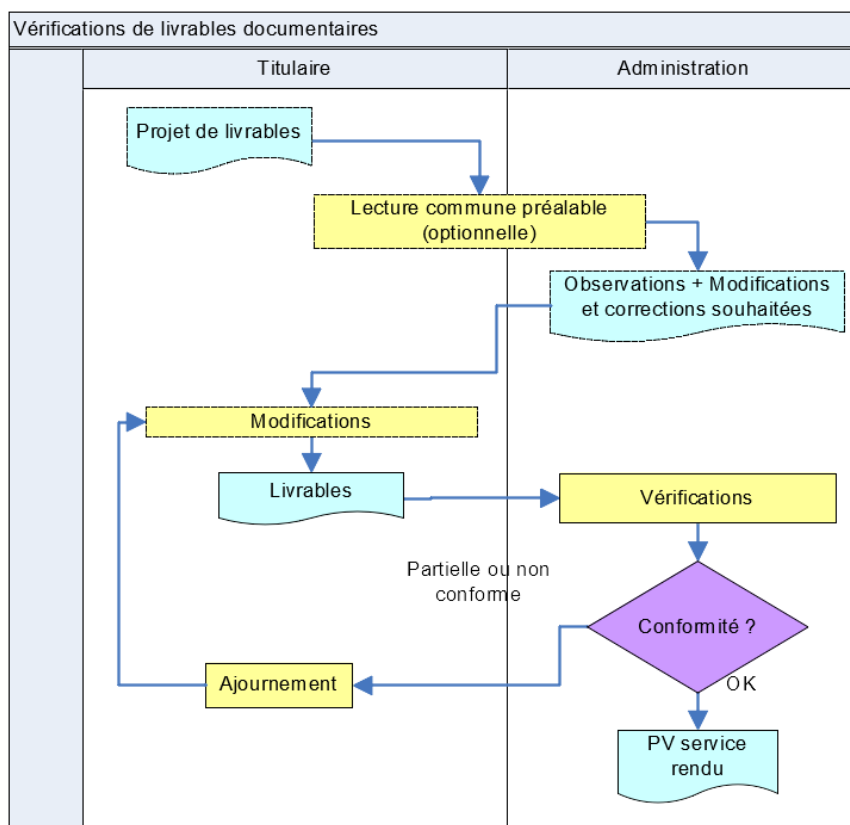 Vérifications de livrables documentaires
Titulaire
Administration
Projet de livrables
Lecture commune préalable
(optionnelle)
Observations + Modifications
et corrections souhaitées
Modifications
Livrables
Vérifications
Partielle ou non
conforme
Conformité ?
Ajournement
OK
PV service
rendu